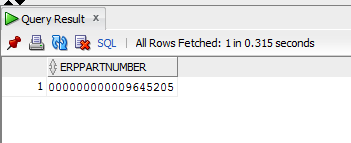 Query Result x
SQL | All Rows Fetched: 1 in 0.315 seconds
ERPPARTNUMBER
1 000000000009645205